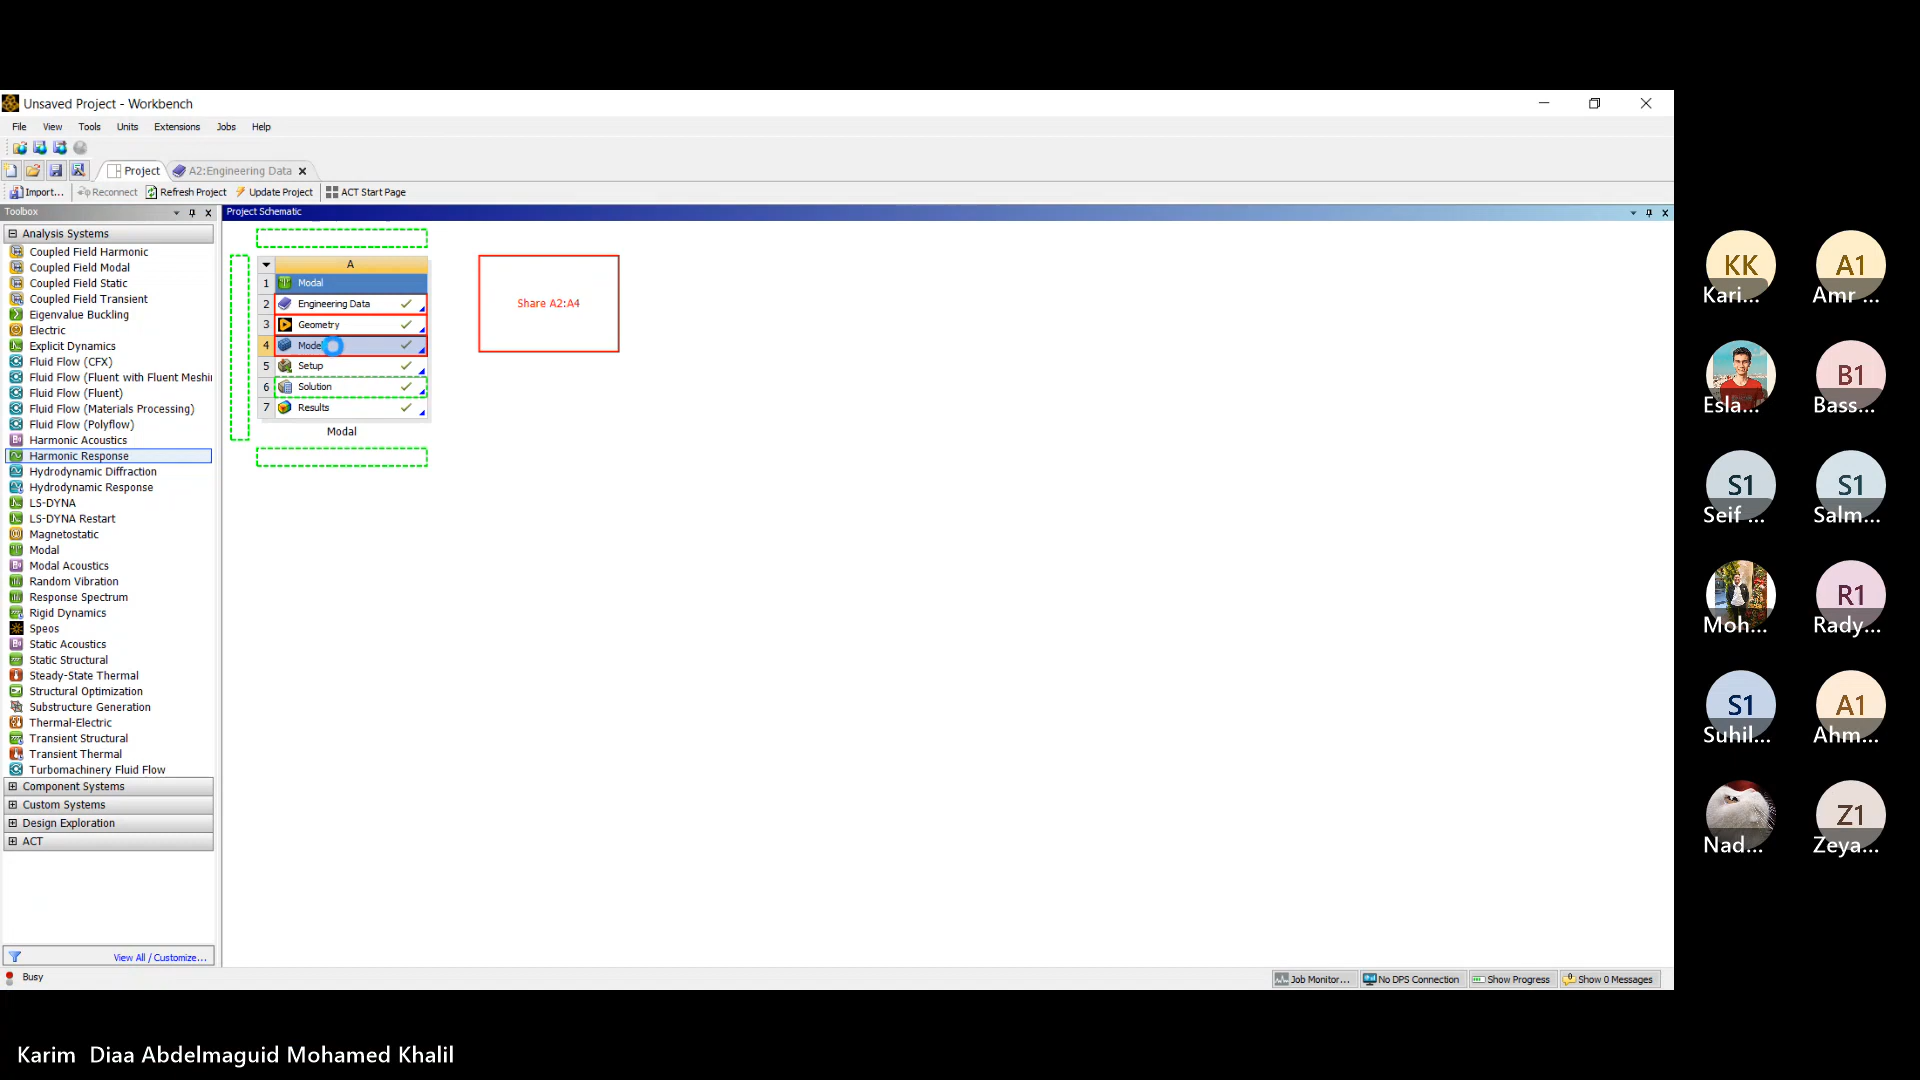 Unsaved Project - Workbench
File View Tools Units Extensions Jobs Help
Project A2:Engineering Data
Import... Reconnect Refresh Project Update Project ACT Start Page
Toolbox
Project Schematic
Analysis Systems
Coupled Field Harmonic
Coupled Field Modal
Coupled Field Static
Coupled Field Transient
Eigenvalue Buckling
Electric
Explicit Dynamics
Fluid Flow (CFX)
Fluid Flow (Fluent with Fluent Meshi
Fluid Flow (Fluent)
Fluid Flow (Materials Processing)
Fluid Flow (Polyflow)
Harmonic Acoustics
Harmonic Response
Hydrodynamic Diffraction
Hydrodynamic Response
LS-DYNA
LS-DYNA Restart
Magnetostatic
Modal
Modal Acoustics
Random Vibration
Response Spectrum
Rigid Dynamics
Speos
Static Acoustics
Static Structural
Steady-State Thermal
Structural Optimization
Substructure Generation
Thermal-Electric
Transient Structural
Transient Thermal
Turbomachinery Fluid Flow
Component Systems
Custom Systems
Design Exploration
ACT
View All / Customize...
A
1 Modal
2 Engineering Data
3 Geometry
4 Mode
5 Setup
6 Solution
7 Results
Modal
Share A2:A4
Busy
Job Monitor... No DPS Connection Show Progress Show 0 Messages
KK
Kari...
A1
Amr ...
Esla...
B1
Bass...
S1
Seif ...
S1
Salm...
Moh...
R1
Rady...
S1
Suhil...
A1
Ahm...
Nad...
Z1
Zeya...
Karim Diaa Abdelmaguid Mohamed Khalil